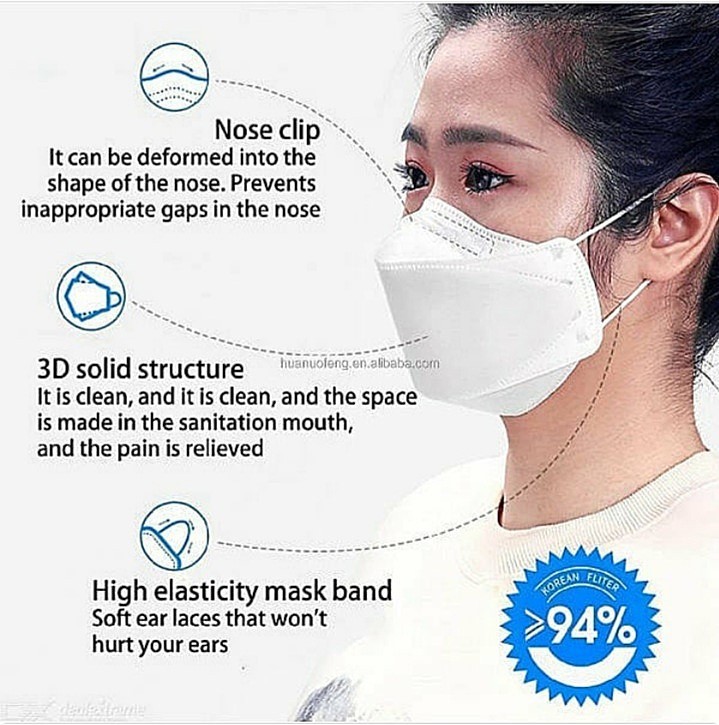 Nose clip
It can be deformed into the
shape of the nose. Prevents
inappropriate gaps in the nose
3D solid structure
huanuofeng.en.alibaba.com
It is clean, and it is clean, and the space
is made in the sanitation mouth,
and the pain is relieved
High elasticity mask band
Soft ear laces that won't
hurt your ears
KOREAN FLITER
≥94%